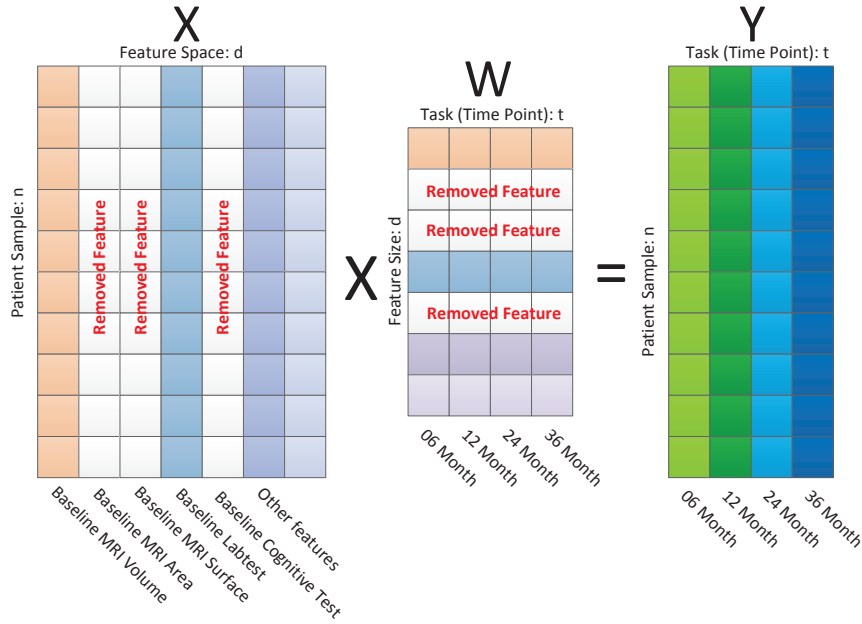 X
Feature Space: d
Patient Sample: n
Removed Feature
Removed Feature
Removed Feature
Baseline MRI Volume
Baseline MRI Area
Baseline MRI Surface
Baseline Labtest
Baseline Cognitive Test
Other features
X
W
Task (Time Point): t
Feature Size: d
Removed Feature
Removed Feature
Removed Feature
06 Month
12 Month
24 Month
36 Month
=
Y
Task (Time Point): t
Patient Sample: n
06 Month
12 Month
24 Month
36 Month